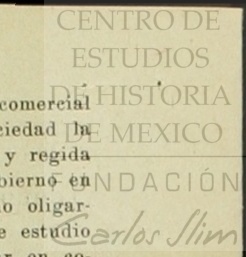 CENTRO DE
ESTUDIOS
DE HISTORIA
DE MEXICO
FUNDACIÓN
Carlos Slim
comercial
ciedad la
y regida
bierno en
o oligar-
e estudio